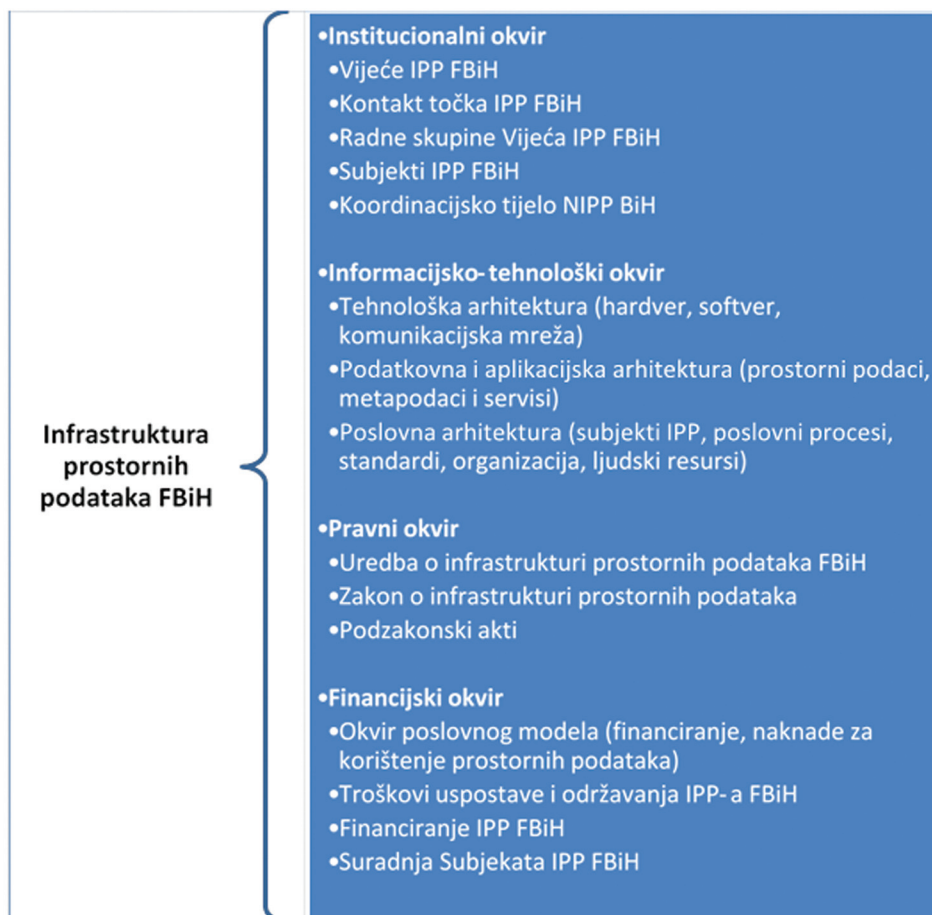 Infrastruktura
prostornih
podataka FBiH
•Institucionalni okvir
•Vijeće IPP FBiH
•Kontakt točka IPP FBiH
•Radne skupine Vijeća IPP FBiH
•Subjekti IPP FBiH
•Koordinacijsko tijelo NIPP BiH
•Informacijsko-tehnološki okvir
•Tehnološka arhitektura (hardver, softver,
komunikacijska mreža)
•Podatkovna i aplikacijska arhitektura (prostorni podaci,
metapodaci i servisi)
•Poslovna arhitektura (subjekti IPP, poslovni procesi,
standardi, organizacija, ljudski resursi)
•Pravni okvir
•Uredba o infrastrukturi prostornih podataka FBiH
•Zakon o infrastrukturi prostornih podataka
•Podzakonski akti
•Financijski okvir
•Okvir poslovnog modela (financiranje, naknade za
korištenje prostornih podataka)
•Troškovi uspostave i održavanja IPP-a FBiH
•Financiranje IPP FBiH
•Suradnja Subjekata IPP FBiH